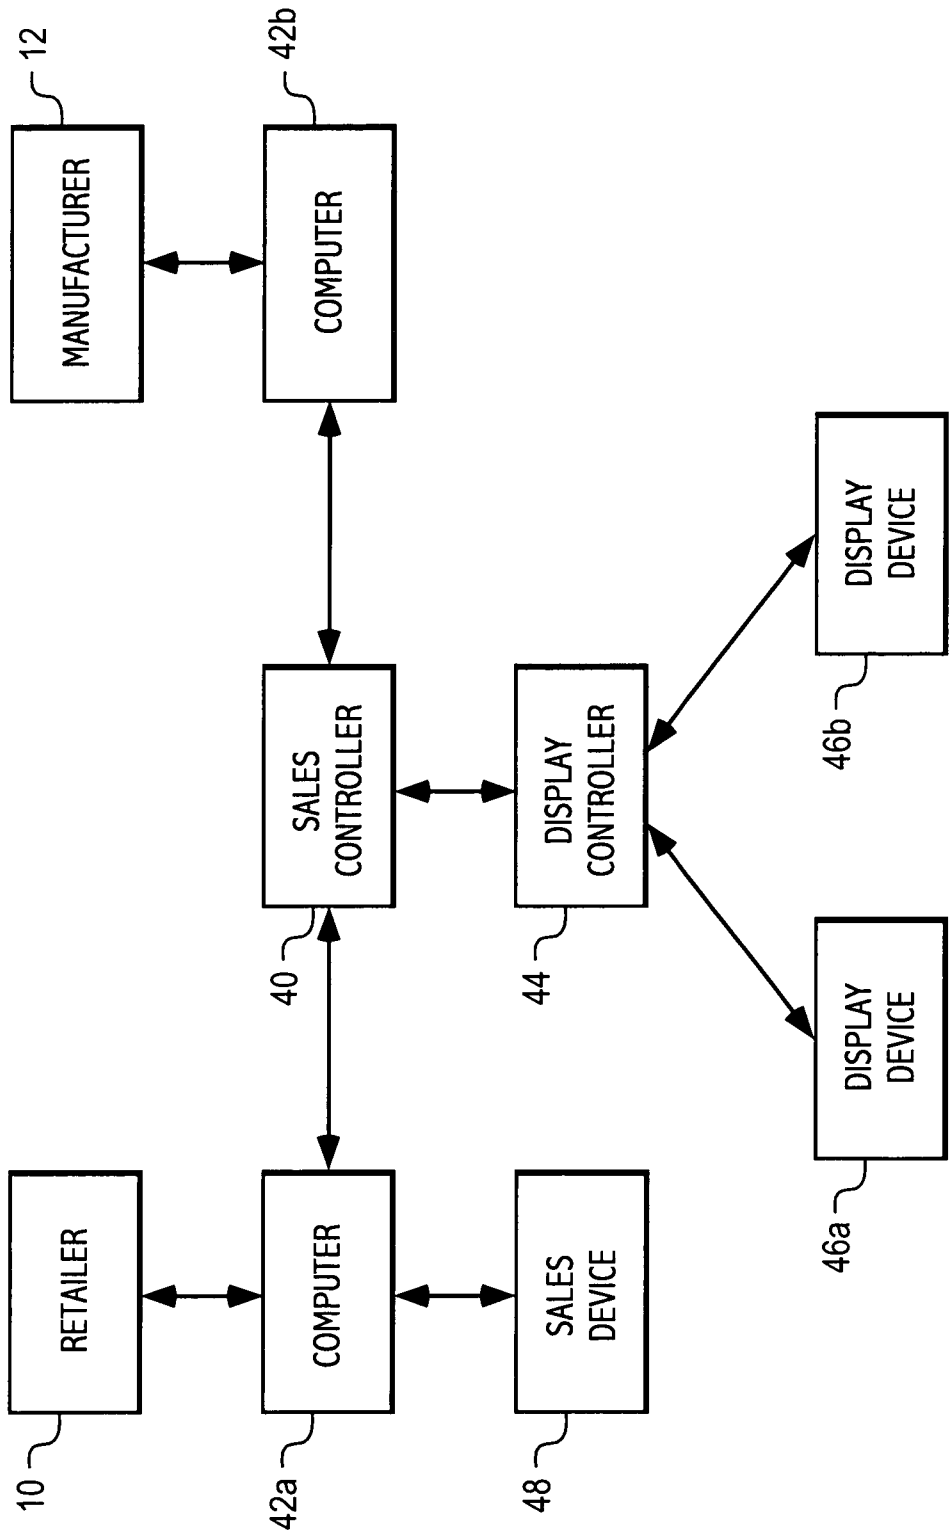 RETAILER
10
MANUFACTURER
12
COMPUTER
42a
SALES
CONTROLLER
40
COMPUTER
42b
SALES
DEVICE
48
DISPLAY
CONTROLLER
44
DISPLAY
DEVICE
46a
DISPLAY
DEVICE
46b